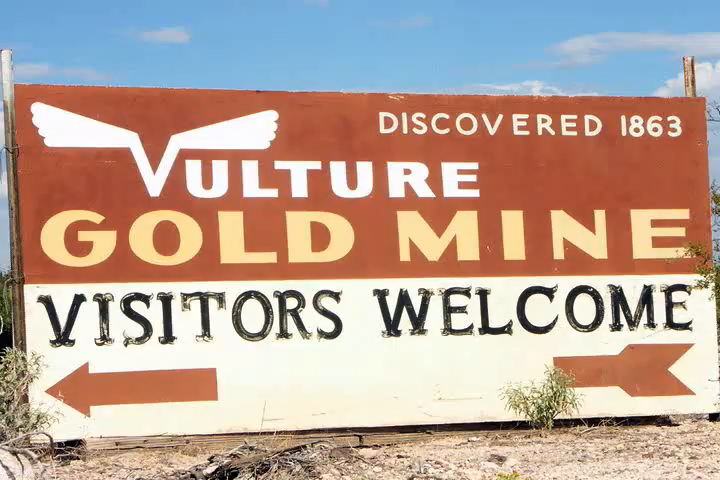 DISCOVERED 1863
VULTURE
GOLD MINE
VISITORS WELCOME